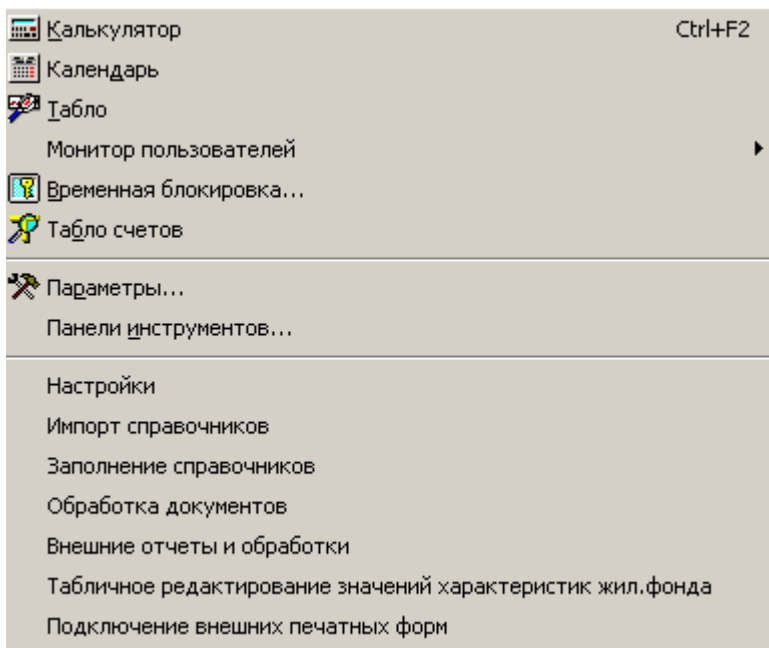 Калькулятор Ctrl+F2
Календарь
Табло
Монитор пользователей
Временная блокировка...
Табло счетов
Параметры...
Панели инструментов...
Настройки
Импорт справочников
Заполнение справочников
Обработка документов
Внешние отчеты и обработки
Табличное редактирование значений характеристик жил.фонда
Подключение внешних печатных форм